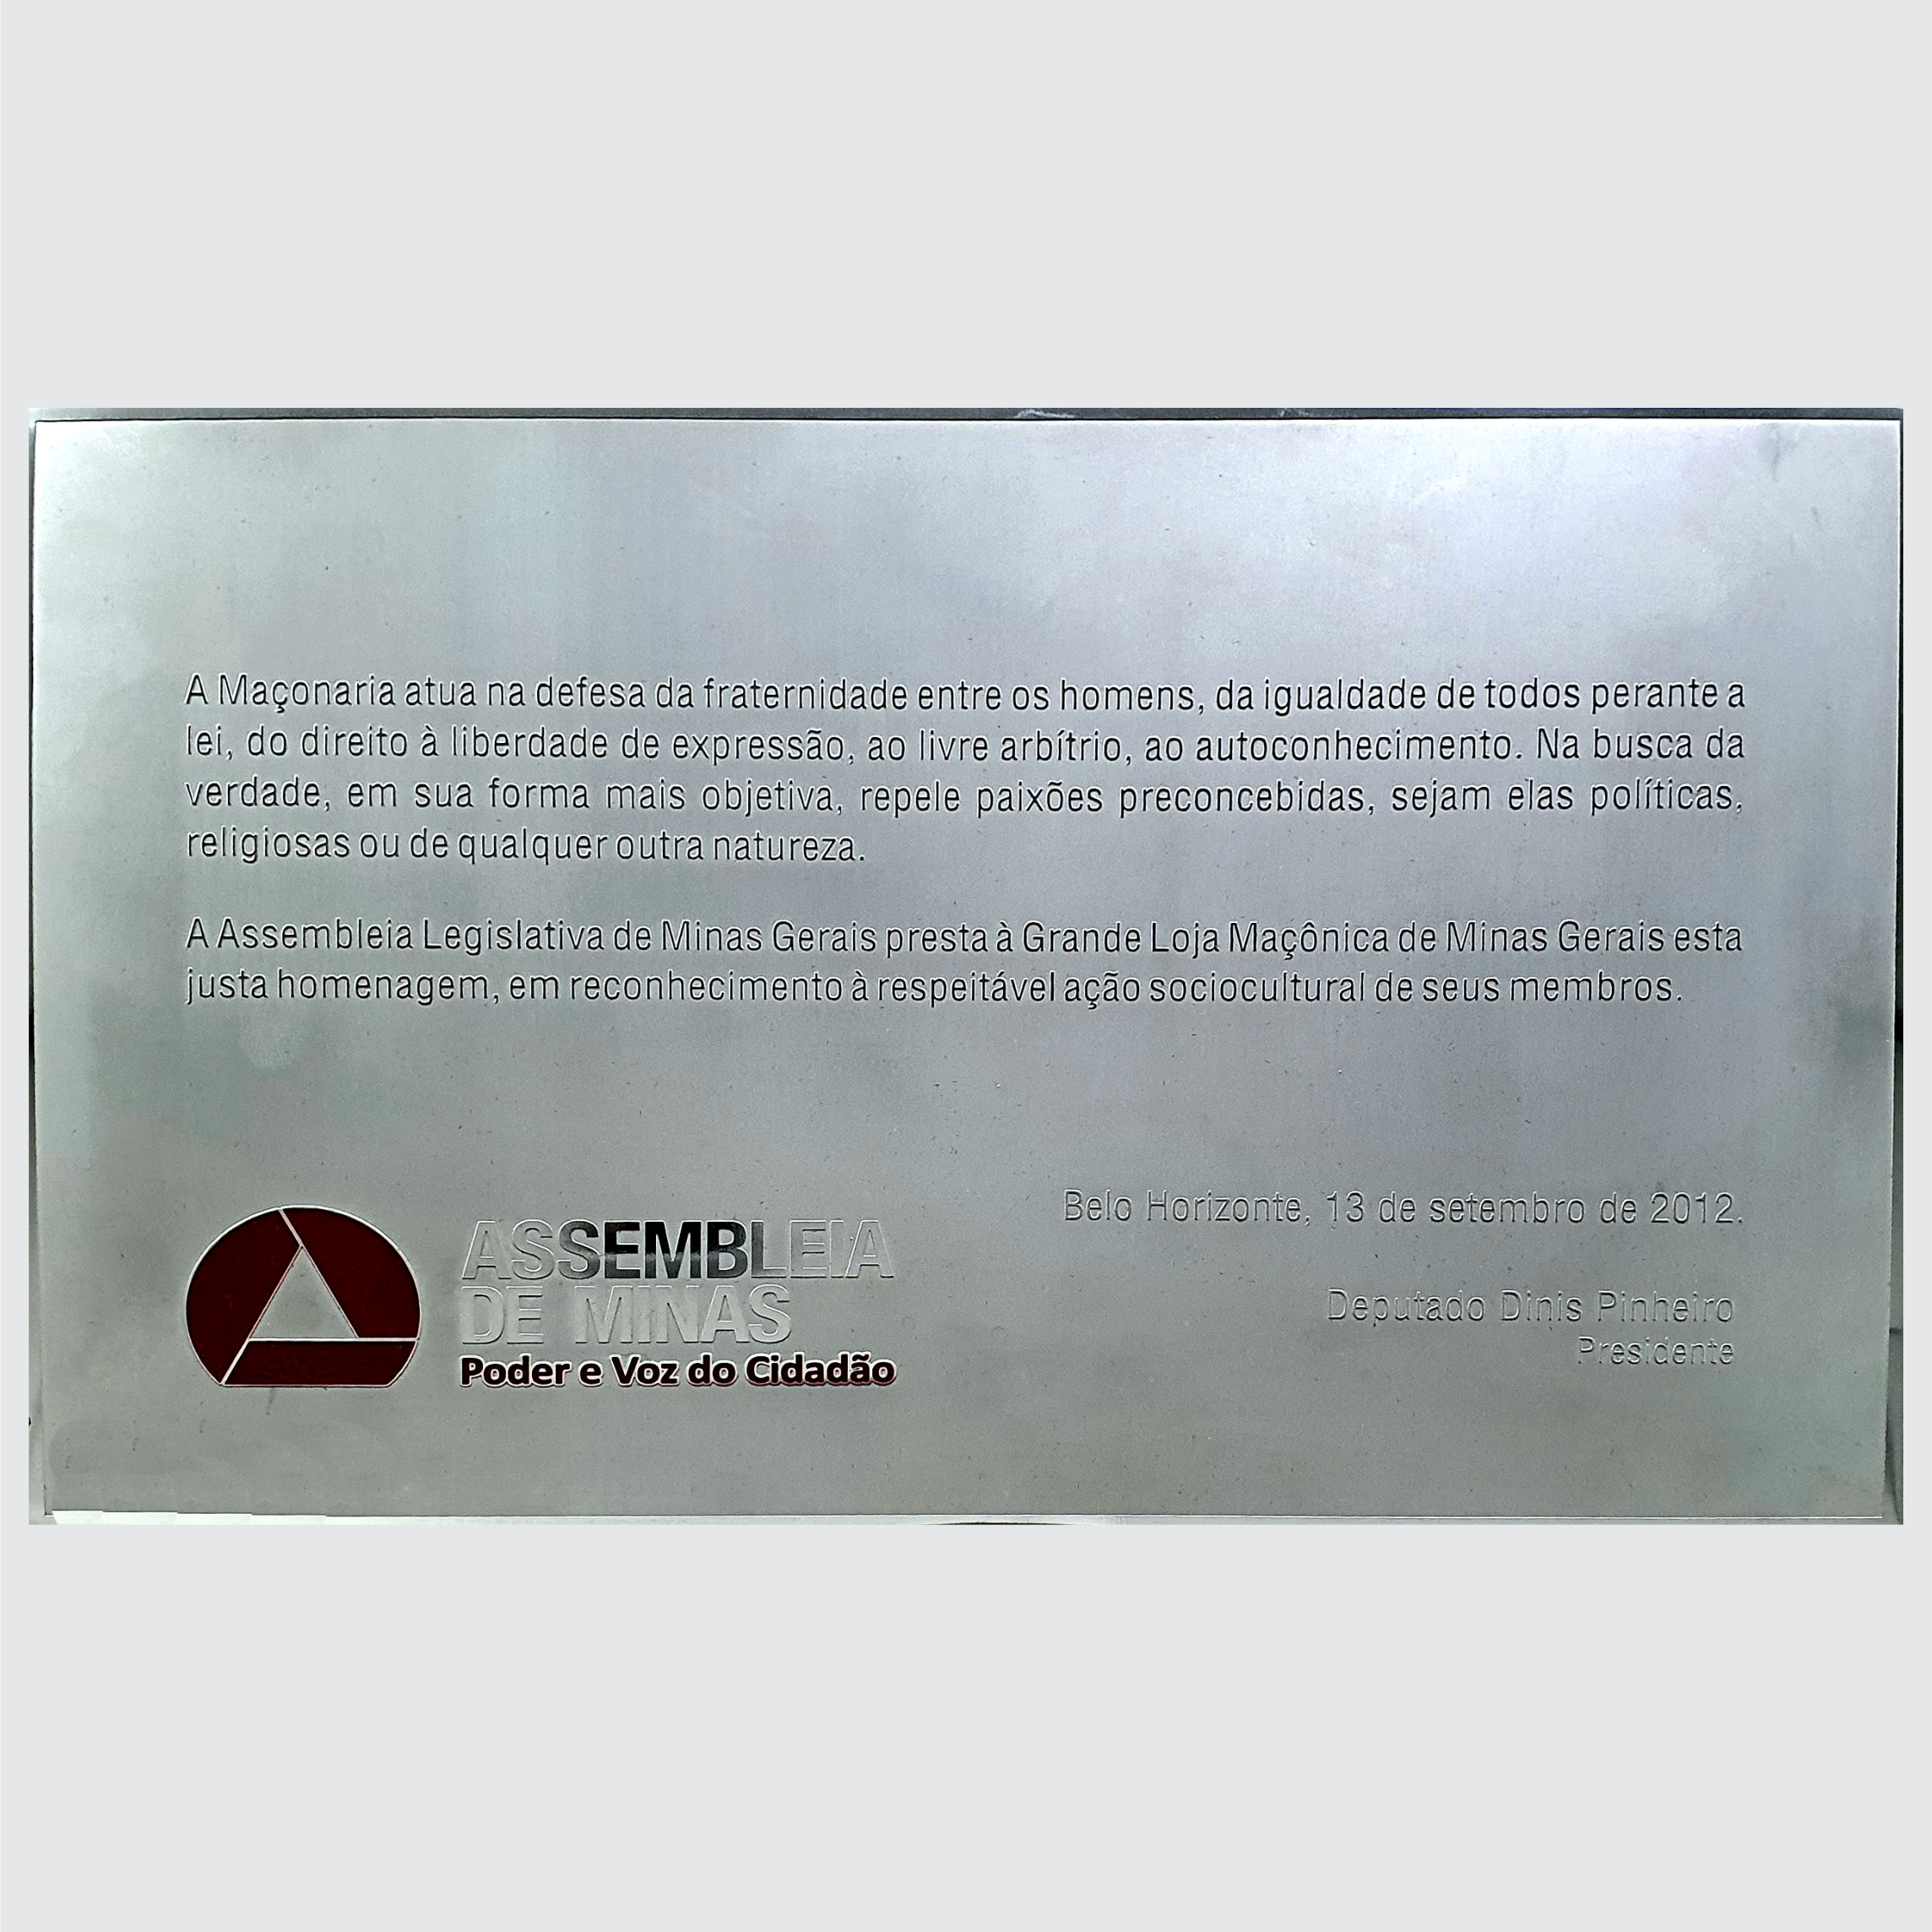 A Maçonaria atua na defesa da fraternidade entre os homens, da igualdade de todos perante a
lei, do direito à liberdade de expressão, ao livre arbítrio, ao autoconhecimento. Na busca da
verdade, em sua forma mais objetiva, repele paixões preconcebidas, sejam elas políticas,
religiosas ou de qualquer outra natureza.
A Assembleia Legislativa de Minas Gerais presta à Grande Loja Maçônica de Minas Gerais esta
justa homenagem, em reconhecimento à respeitável ação sociocultural de seus membros.
Belo Horizonte, 13 de setembro de 2012.
Deputado Dinis Pinheiro
Presidente
ASSEMBLEIA
DE MINAS
Poder e Voz do Cidadão